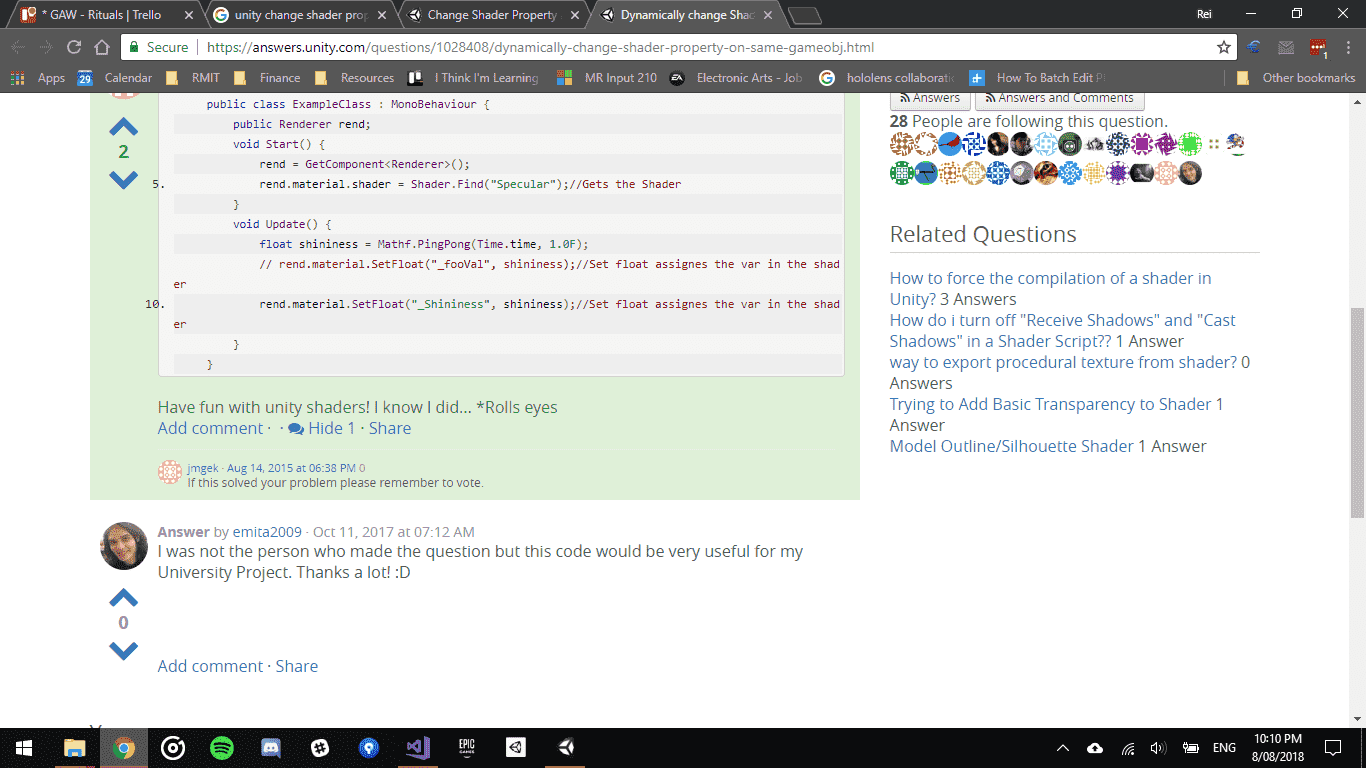 * GAW - Rituals | Trello
unity change shader prop
Change Shader Property
Dynamically change Shad
Rei
Secure
https://answers.unity.com/questions/1028408/dynamically-change-shader-property-on-same-gameobj.html
Apps
29
Calendar
RMIT
Finance
Resources
I Think I'm Learning
MR Input 210
EA
Electronic Arts - Job
hololens collaboratio
How To Batch Edit P
Other bookmarks
public class ExampleClass : MonoBehaviour {
public Renderer rend;
void Start() {
rend = GetComponent<Renderer>();
5.
rend.material.shader = Shader.Find("Specular");//Gets the Shader
}
void Update() {
float shininess = Mathf.PingPong(Time.time, 1.0F);
// rend.material.SetFloat("_fooVal", shininess);//Set float assignes the var in the shad
er
10.
rend.material.SetFloat("_Shininess", shininess);//Set float assignes the var in the shad
er
}
}
2
Have fun with unity shaders! I know I did... *Rolls eyes
Add comment · · Hide 1 · Share
jmgek · Aug 14, 2015 at 06:38 PM 0
If this solved your problem please remember to vote.
Answer by emita2009 · Oct 11, 2017 at 07:12 AM
I was not the person who made the question but this code would be very useful for my
University Project. Thanks a lot! :D
0
Add comment · Share
Answers
Answers and Comments
28 People are following this question.
Related Questions
How to force the compilation of a shader in
Unity? 3 Answers
How do i turn off "Receive Shadows" and "Cast
Shadows" in a Shader Script?? 1 Answer
way to export procedural texture from shader? 0
Answers
Trying to Add Basic Transparency to Shader 1
Answer
Model Outline/Silhouette Shader 1 Answer
EPIC
GAMES
ENG
10:10 PM
8/08/2018